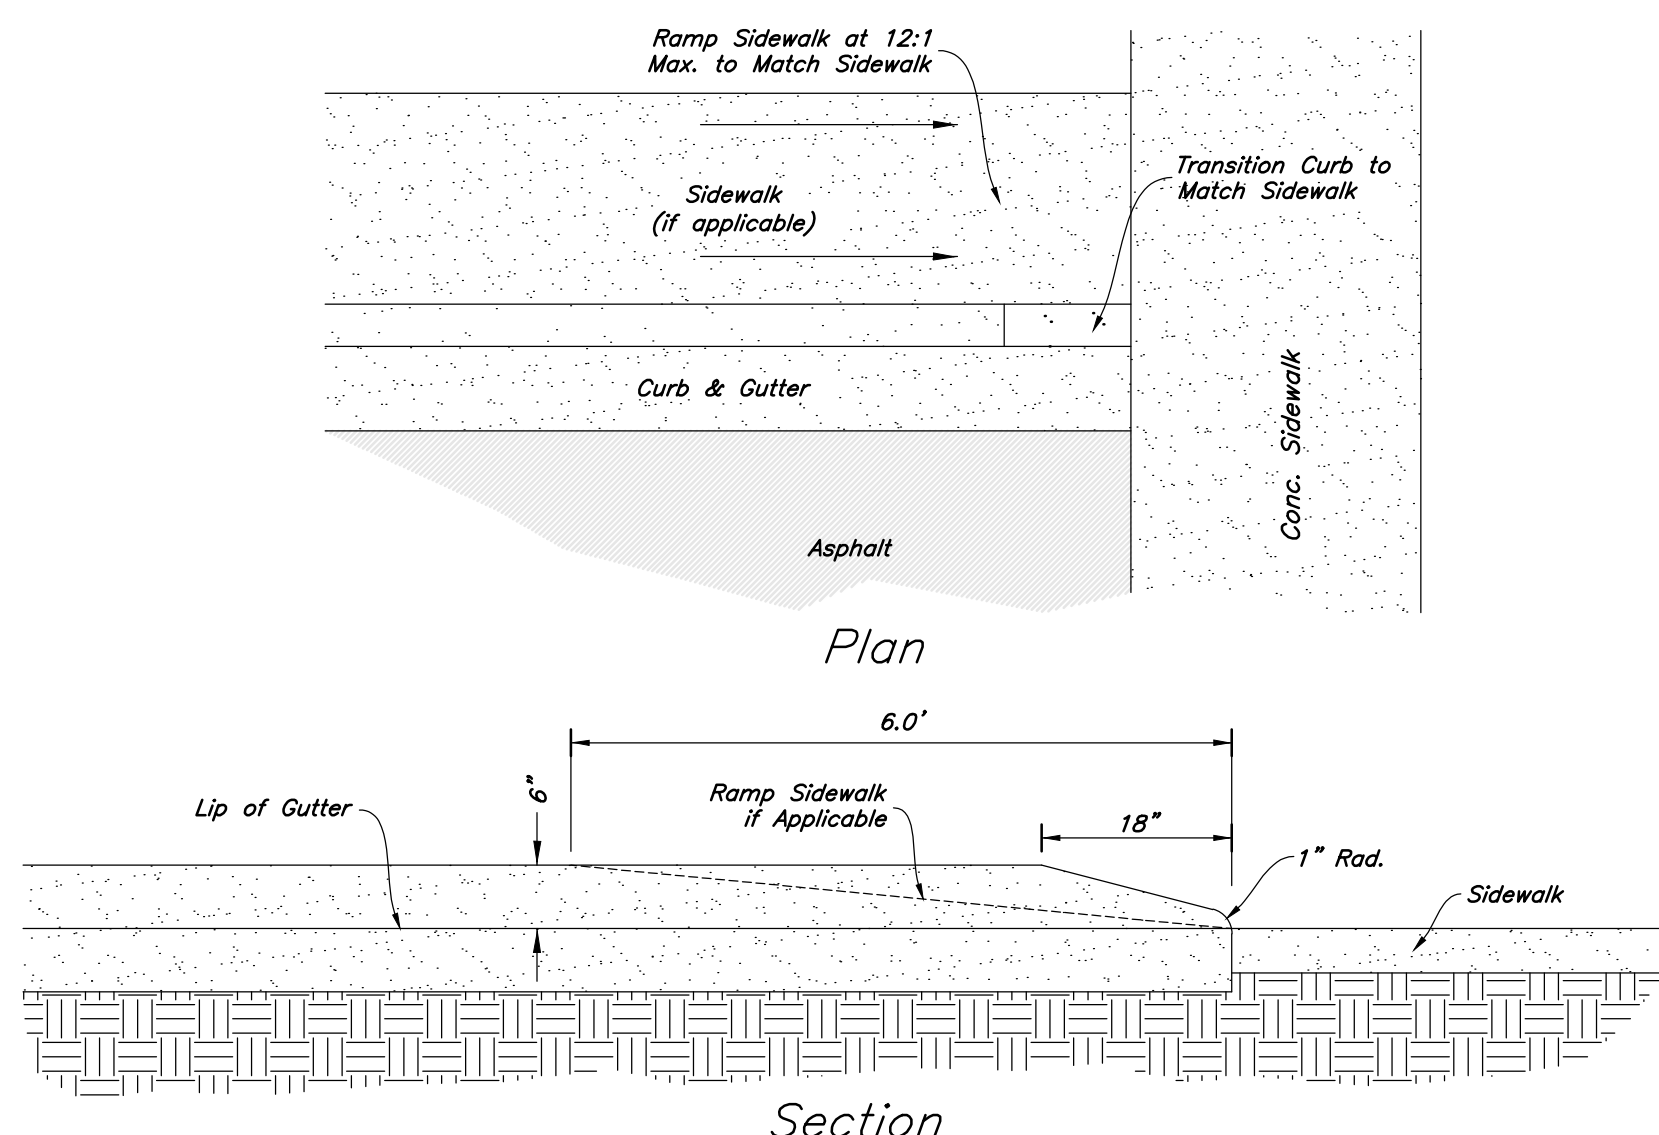 Ramp Sidewalk at 12:1
Max. to Match Sidewalk
Transition Curb to
Match Sidewalk
Sidewalk
(if applicable)
Curb & Gutter
Conc. Sidewalk
Asphalt
Plan
6.0'
6"
Lip of Gutter
Ramp Sidewalk
if Applicable
18"
1" Rad.
Sidewalk
Section